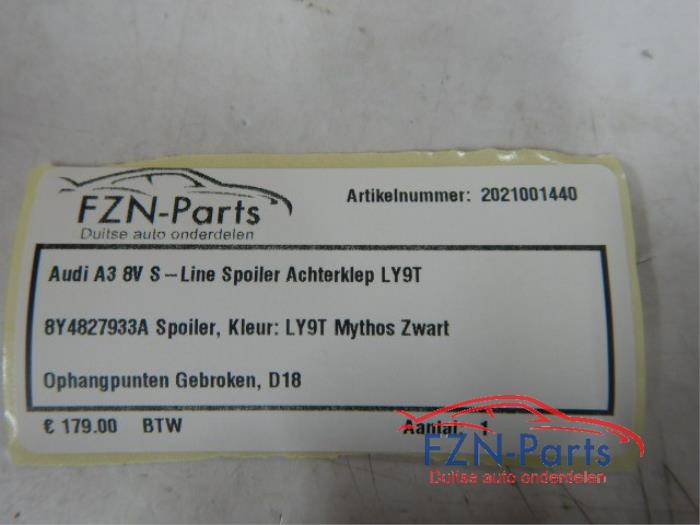 FZN-Parts
Duitse auto onderdelen
Artikelnummer: 2021001440
Audi A3 8V S-Line Spoiler Achterklep LY9T
8Y4827933A Spoiler, Kleur: LY9T Mythos Zwart
Ophangpunten Gebroken, D18
€ 179.00 BTW
Aantal: 1
FZN-Parts
Duitse auto onderdelen